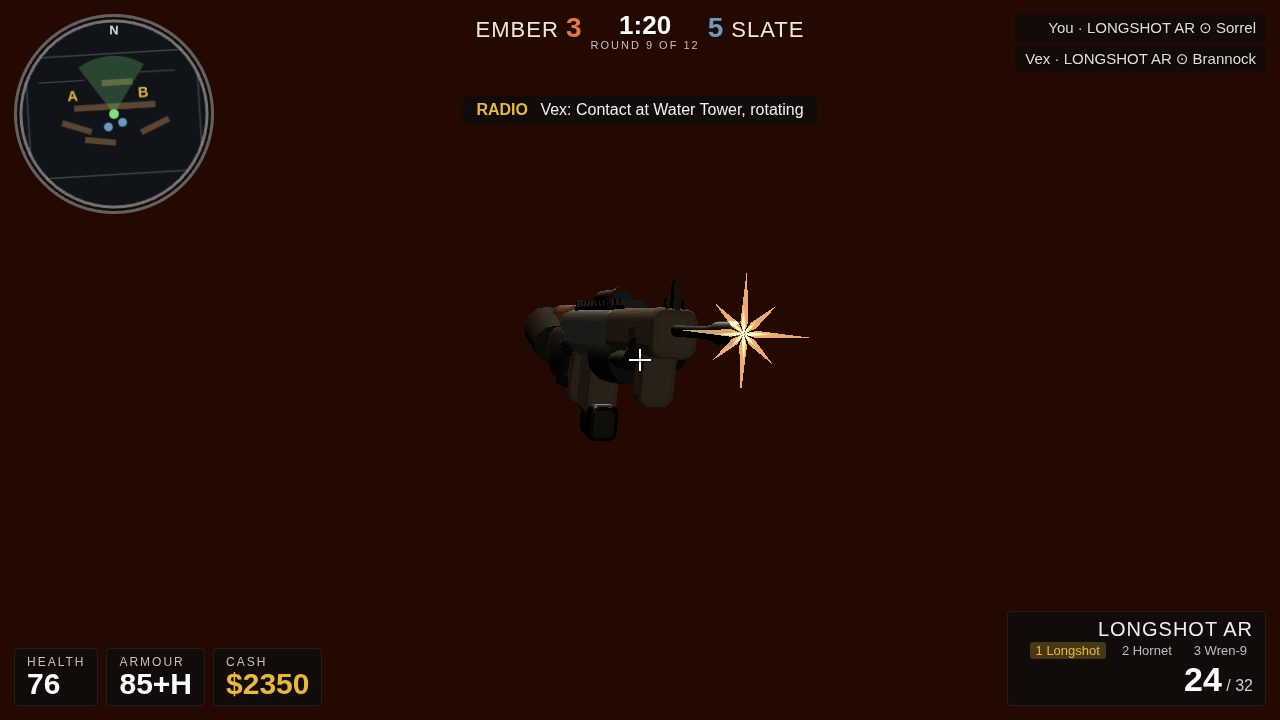 N
A
B
EMBER 3 1:20 5 SLATE
ROUND 9 OF 12
You · LONGSHOT AR ⊙ Sorrel
Vex · LONGSHOT AR ⊙ Brannock
RADIO Vex: Contact at Water Tower, rotating
HEALTH
76
ARMOUR
85+H
CASH
$2350
LONGSHOT AR
1 Longshot 2 Hornet 3 Wren-9
24 / 32